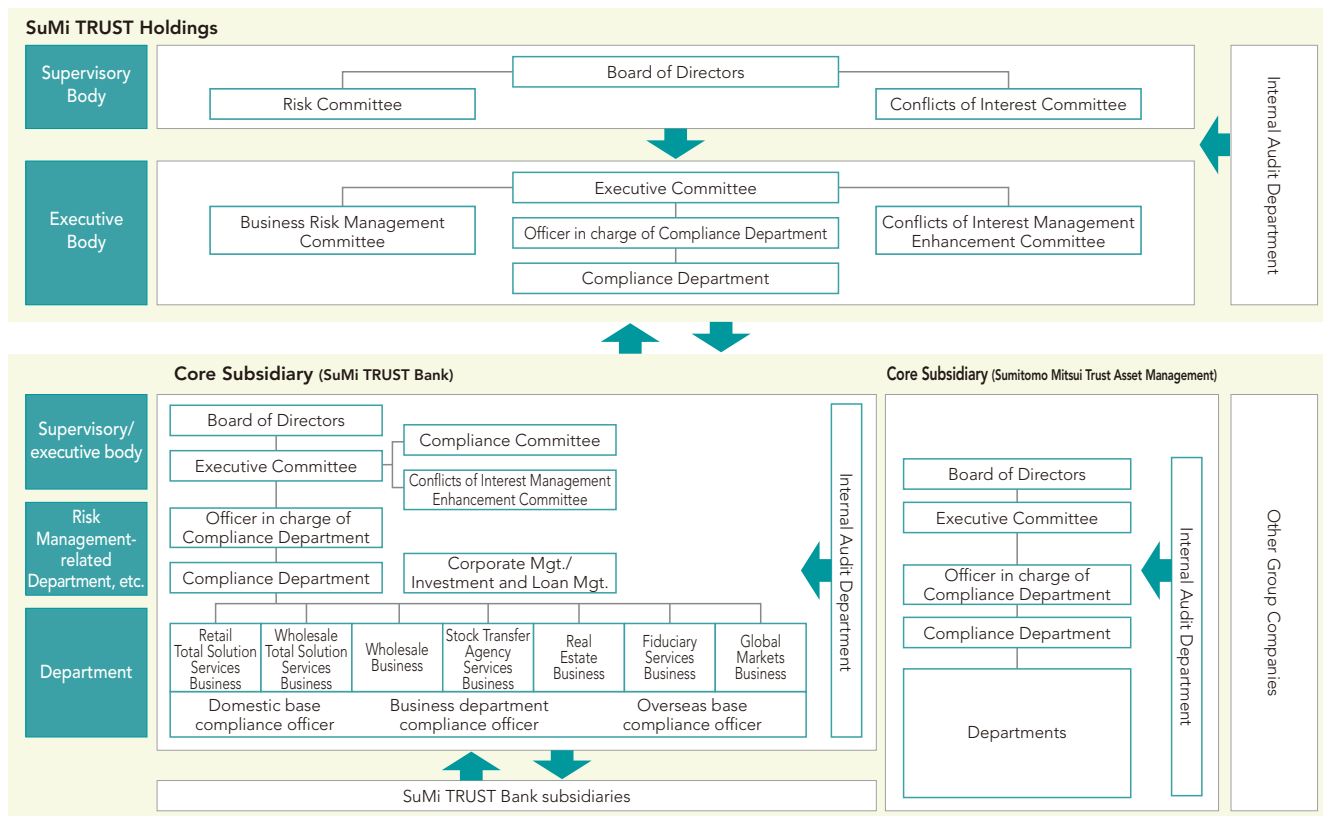 SuMi TRUST Holdings
Supervisory
Body
Board of Directors
Risk Committee
Conflicts of Interest Committee
Internal Audit Department
Executive
Body
Executive Committee
Business Risk Management
Committee
Officer in charge of Compliance Department
Conflicts of Interest Management
Enhancement Committee
Compliance Department
Core Subsidiary (SuMi TRUST Bank)
Supervisory/
executive body
Risk
Management-
related
Department, etc.
Department
Board of Directors
Executive Committee
Compliance Committee
Conflicts of Interest Management
Enhancement Committee
Officer in charge of
Compliance Department
Compliance Department
Corporate Mgt./
Investment and Loan Mgt.
Retail
Total Solution
Services
Business
Wholesale
Total Solution
Services
Business
Wholesale
Business
Stock Transfer
Agency
Services
Business
Real
Estate
Business
Fiduciary
Services
Business
Global
Markets
Business
Domestic base
compliance officer
Business department
compliance officer
Overseas base
compliance officer
Internal Audit Department
SuMi TRUST Bank subsidiaries
Core Subsidiary (Sumitomo Mitsui Trust Asset Management)
Board of Directors
Executive Committee
Officer in charge of
Compliance Department
Compliance Department
Departments
Internal Audit Department
Other Group Companies